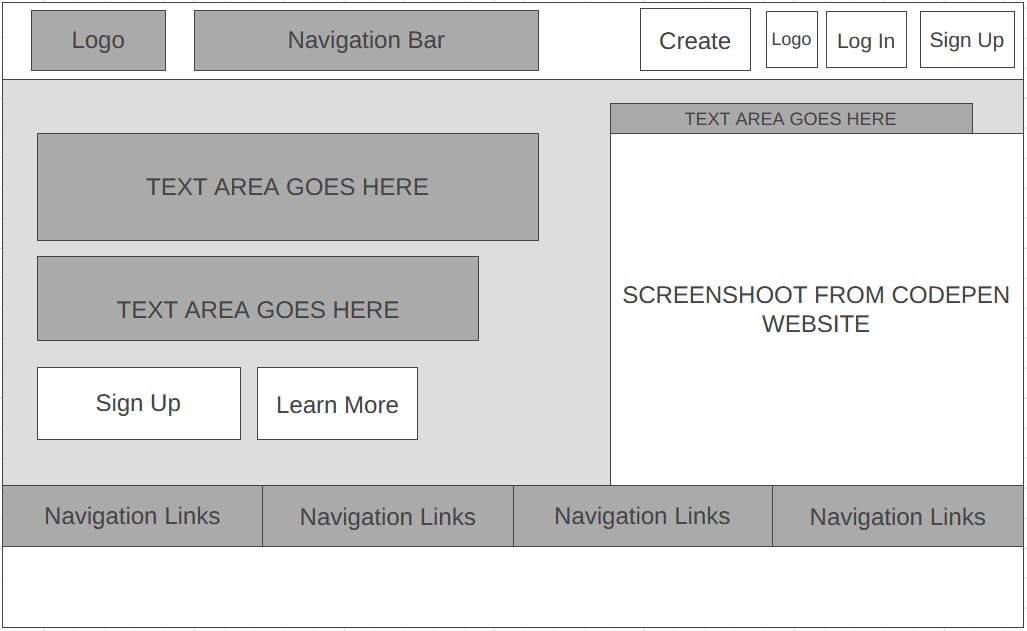 Logo
Navigation Bar
Create
Logo
Log In
Sign Up
TEXT AREA GOES HERE
TEXT AREA GOES HERE
TEXT AREA GOES HERE
Sign Up
Learn More
SCREENSHOOT FROM CODEPEN
WEBSITE
Navigation Links
Navigation Links
Navigation Links
Navigation Links